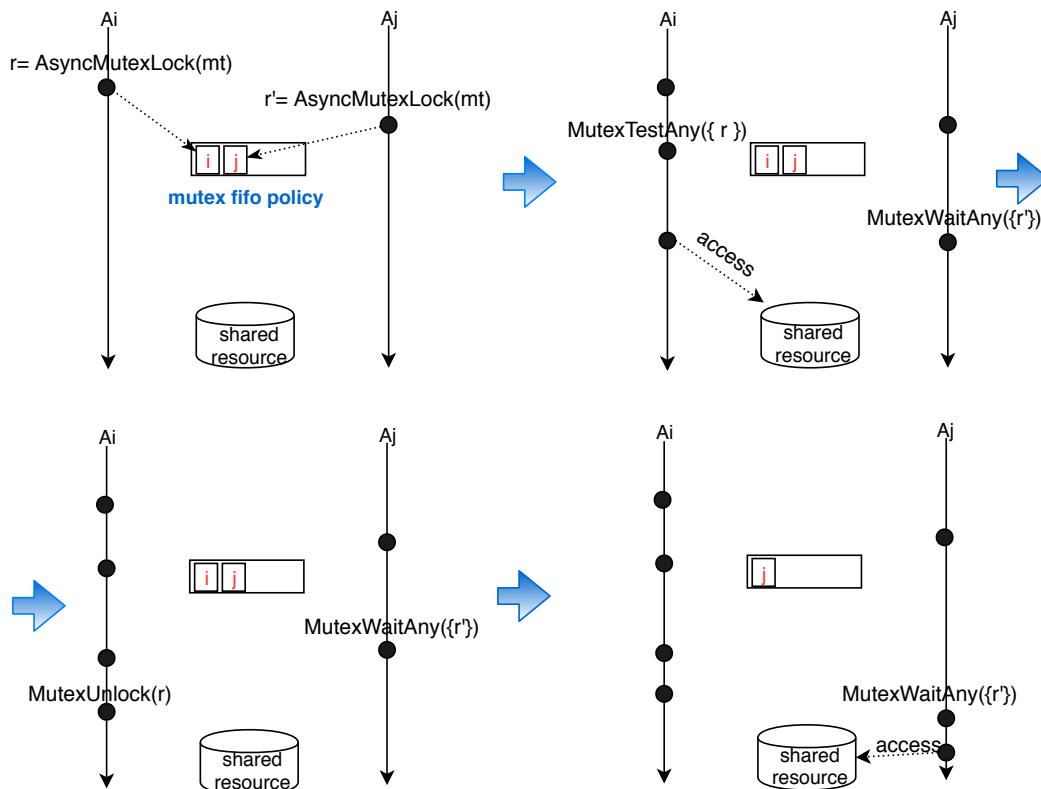 Ai
Aj
r= AsyncMutexLock(mt)
r'= AsyncMutexLock(mt)
i j
mutex fifo policy
shared
resource
Ai
Aj
MutexTestAny({ r })
i j
MutexWaitAny({r'})
access
shared
resource
Ai
Aj
i j
MutexWaitAny({r'})
MutexUnlock(r)
shared
resource
Ai
Aj
j
MutexWaitAny({r'})
access
shared
resource